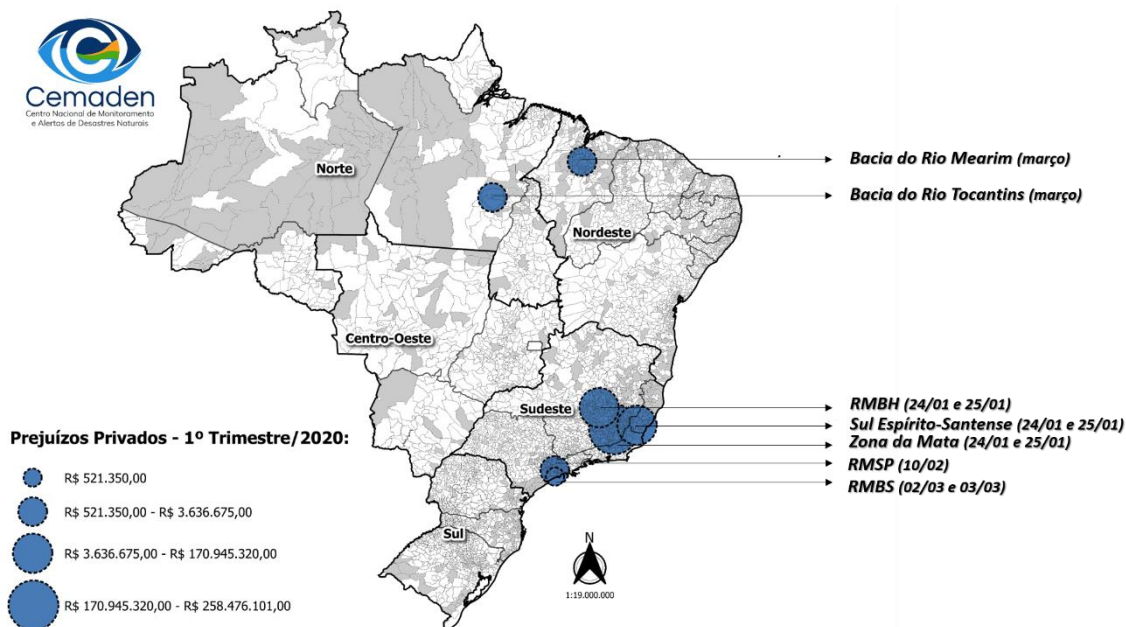 Cemaden
Centro Nacional de Monitoramento
e Alertas de Desastres Naturais
Norte
Nordeste
Centro-Oeste
Sudeste
Sul
Bacia do Rio Mearim (março)
Bacia do Rio Tocantins (março)
RMBH (24/01 e 25/01)
Sul Espírito-Santense (24/01 e 25/01)
Zona da Mata (24/01 e 25/01)
RMSP (10/02)
RMBS (02/03 e 03/03)
Prejuízos Privados - 1º Trimestre/2020:
R$ 521.350,00
R$ 521.350,00 - R$ 3.636.675,00
R$ 3.636.675,00 - R$ 170.945.320,00
R$ 170.945.320,00 - R$ 258.476.101,00
N
1:19.000.000